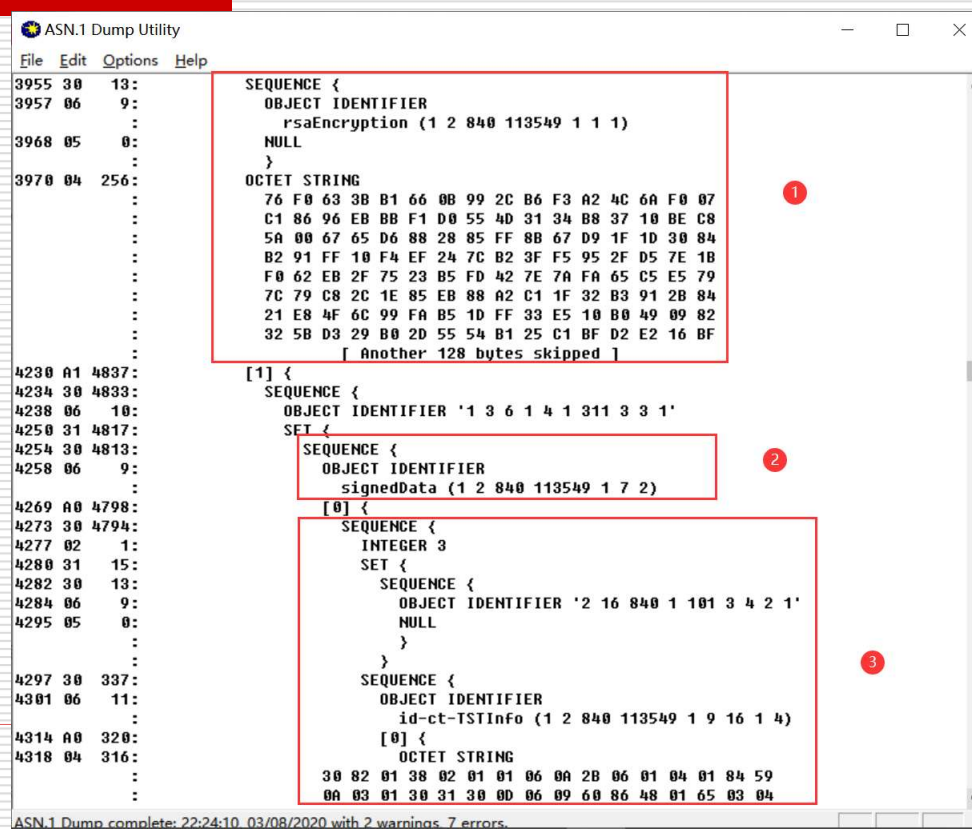 ASN.1 Dump Utility
File Edit Options Help
3955 30 13: SEQUENCE {
3957 06 9: OBJECT IDENTIFIER
: rsaEncryption (1 2 840 113549 1 1 1)
3968 05 0: NULL
: }
3970 04 256: OCTET STRING
: 76 F0 63 3B B1 66 0B 99 2C B6 F3 A2 4C 6A F0 07
: C1 86 96 EB BB F1 D0 55 4D 31 34 B8 37 10 BE C8
: 5A 00 67 65 D6 88 28 85 FF 8B 67 D9 1F 1D 30 84
: B2 91 FF 10 F4 EF 24 7C B2 3F F5 95 2F D5 7E 1B
: F0 62 EB 2F 75 23 B5 FD 42 7E 7A FA 65 C5 E5 79
: 7C 79 C8 2C 1E 85 EB 88 A2 C1 1F 32 B3 91 2B 84
: 21 E8 4F 6C 99 FA B5 1D FF 33 E5 10 B0 49 09 82
: 32 5B D3 29 B0 2D 55 54 B1 25 C1 BF D2 E2 16 BF
: [ Another 128 bytes skipped ]
1
4230 A1 4837: [1] {
4234 30 4833: SEQUENCE {
4238 06 10: OBJECT IDENTIFIER '1 3 6 1 4 1 311 3 3 1'
4250 31 4817: SET {
4254 30 4813: SEQUENCE {
4258 06 9: OBJECT IDENTIFIER
: signedData (1 2 840 113549 1 7 2)
2
4269 A0 4798: [0] {
4273 30 4794: SEQUENCE {
4277 02 1: INTEGER 3
4280 31 15: SET {
4282 30 13: SEQUENCE {
4284 06 9: OBJECT IDENTIFIER '2 16 840 1 101 3 4 2 1'
4295 05 0: NULL
: }
: }
4297 30 337: SEQUENCE {
4301 06 11: OBJECT IDENTIFIER
: id-ct-TSTInfo (1 2 840 113549 1 9 16 1 4)
4314 A0 320: [0] {
4318 04 316: OCTET STRING
: 30 82 01 38 02 01 01 06 0A 2B 06 01 04 01 84 59
: 0A 03 01 30 31 30 0D 06 09 60 86 48 01 65 03 04
3
ASN.1 Dump complete: 22:24:10, 03/08/2020 with 2 warnings, 7 errors.